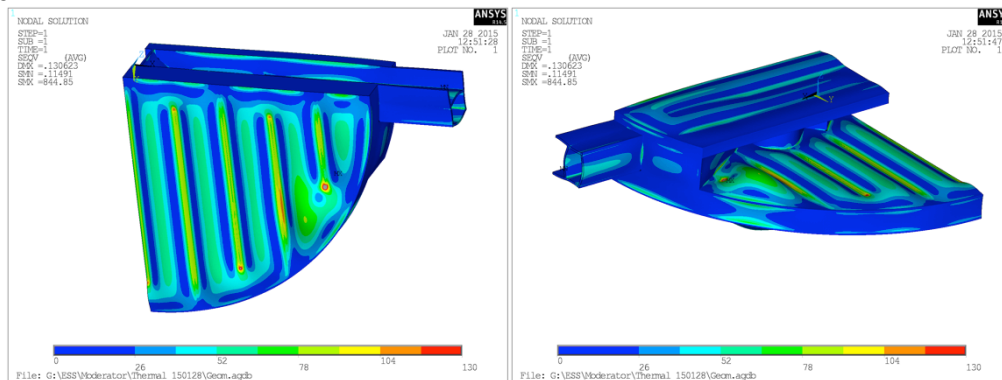 1
NODAL SOLUTION
STEP=1
SUB =1
TIME=1
SEQV (AVG)
DMX =.130623
SMN =.11491
SMX =844.85
ANSYS
R14.5
JAN 28 2015
12:51:28
PLOT NO. 1
0 26 52 78 104 130
File: G:\ESS\Moderator\Thermal 150128\Geom.agdb
1
NODAL SOLUTION
STEP=1
SUB =1
TIME=1
SEQV (AVG)
DMX =.130623
SMN =.11491
SMX =844.85
ANSYS
JAN 28 2015
12:51:47
PLOT NO. 1
Y
0 26 52 78 104 130
File: G:\ESS\Moderator\Thermal 150128\Geom.agdb